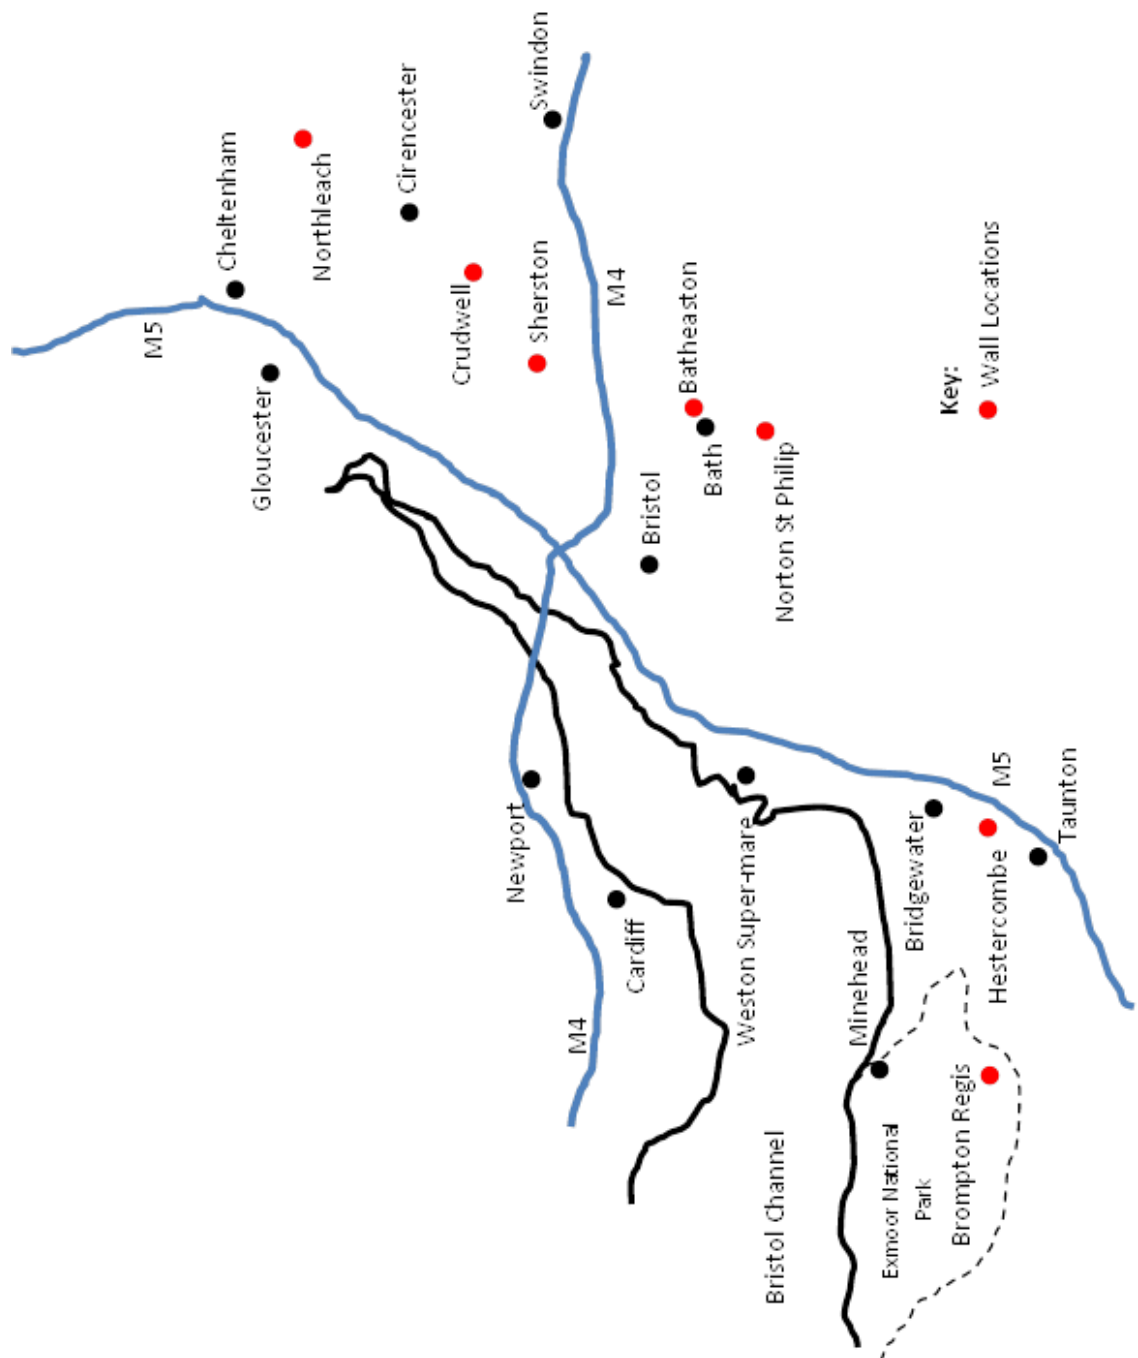 M5
Cheltenham
Gloucester
Northleach
Cirencester
Crudwell
Swindon
Sherston
M4
Newport
M4
Cardiff
Bristol
Batheaston
Bath
Norton St Philip
Weston Super-mare
Bristol Channel
Minehead
Bridgewater
M5
Hestercombe
Taunton
Exmoor National
Park
Brompton Regis
Key:
Wall Locations